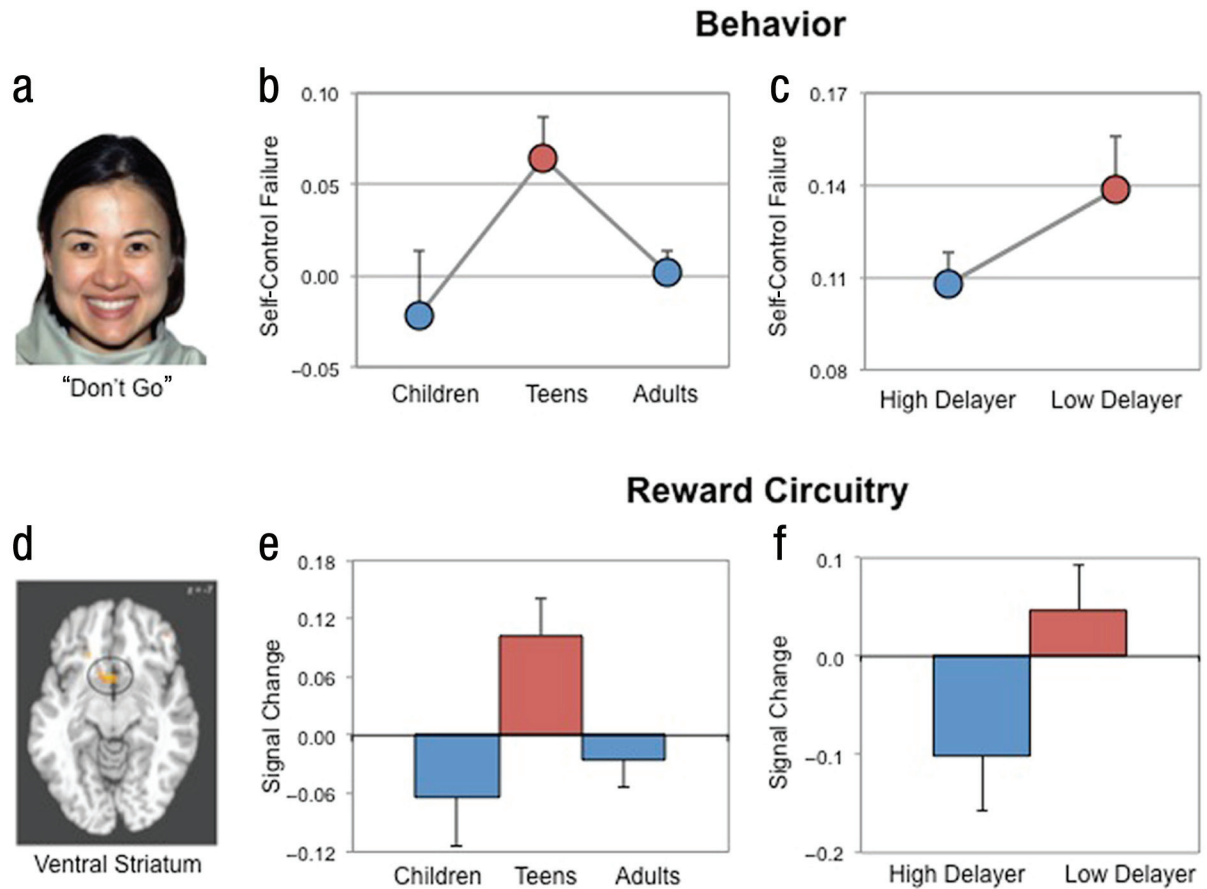 Behavior
a
b
c
0.10
0.05
0.00
–0.05
Self-Control Failure
Children Teens Adults
0.17
0.14
0.11
0.08
Self-Control Failure
High Delayer Low Delayer
“Don’t Go”
Reward Circuitry
d
e
f
z = -7
Ventral Striatum
0.18
0.12
0.06
0.00
–0.06
–0.12
Signal Change
Children Teens Adults
0.1
0.0
–0.1
–0.2
Signal Change
High Delayer Low Delayer